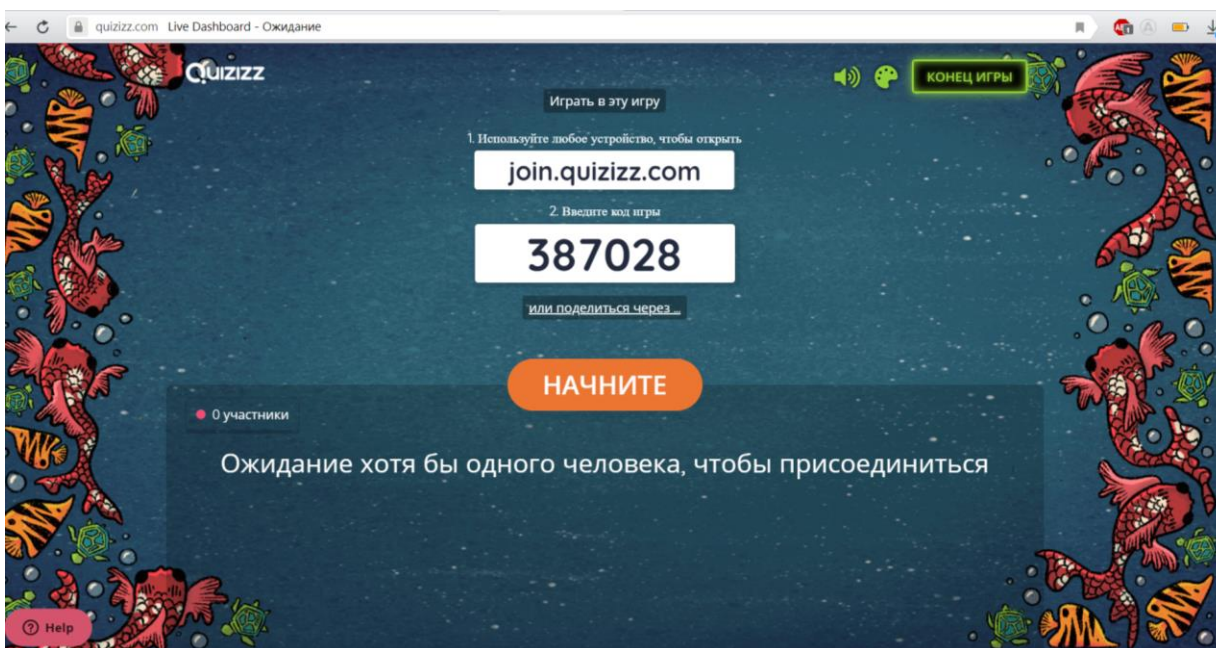 quizizz.com Live Dashboard - Ожидание
Quizizz
КОНЕЦ ИГРЫ
Играть в эту игру
1. Используйте любое устройство, чтобы открыть
join.quizizz.com
2. Введите код игры
387028
или поделиться через ...
НАЧНИТЕ
0 участники
Ожидание хотя бы одного человека, чтобы присоединиться
Help